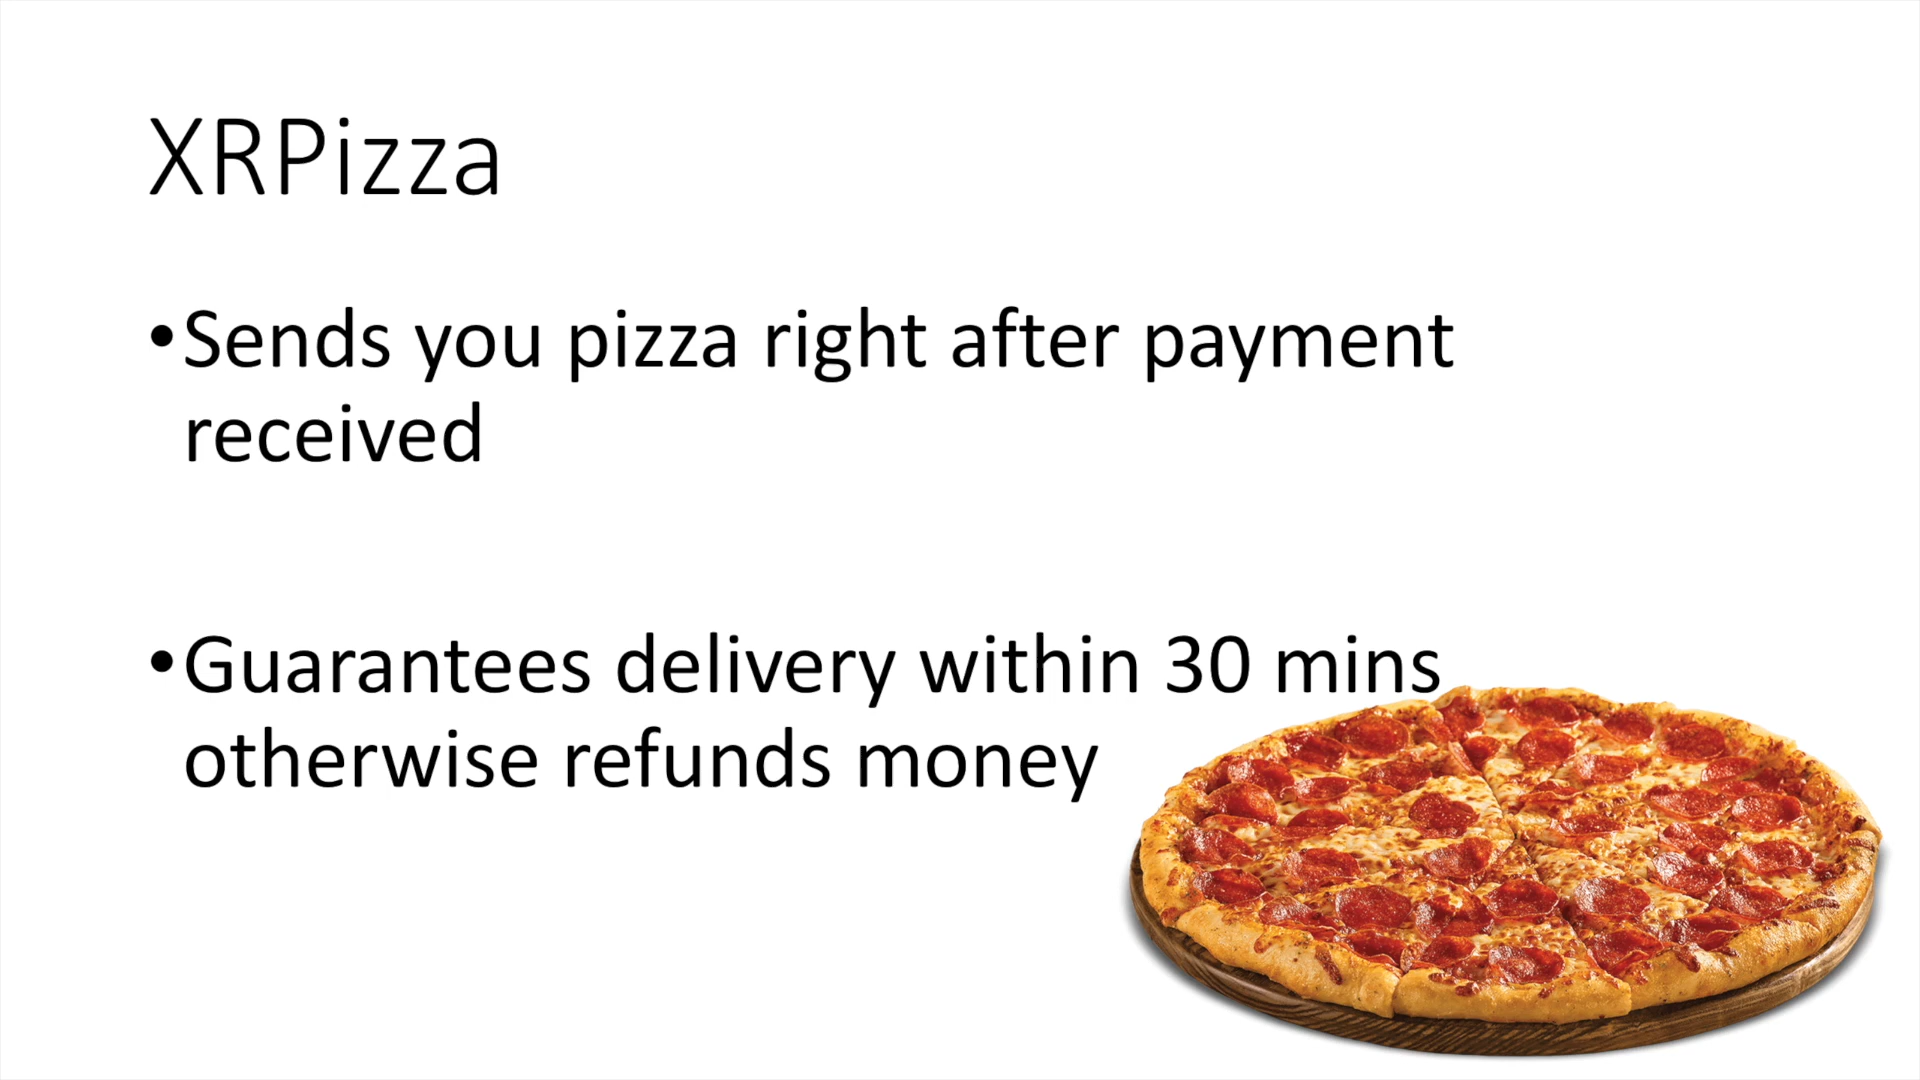 XRPizza
•Sends you pizza right after payment
received
•Guarantees delivery within 30 mins
otherwise refunds money